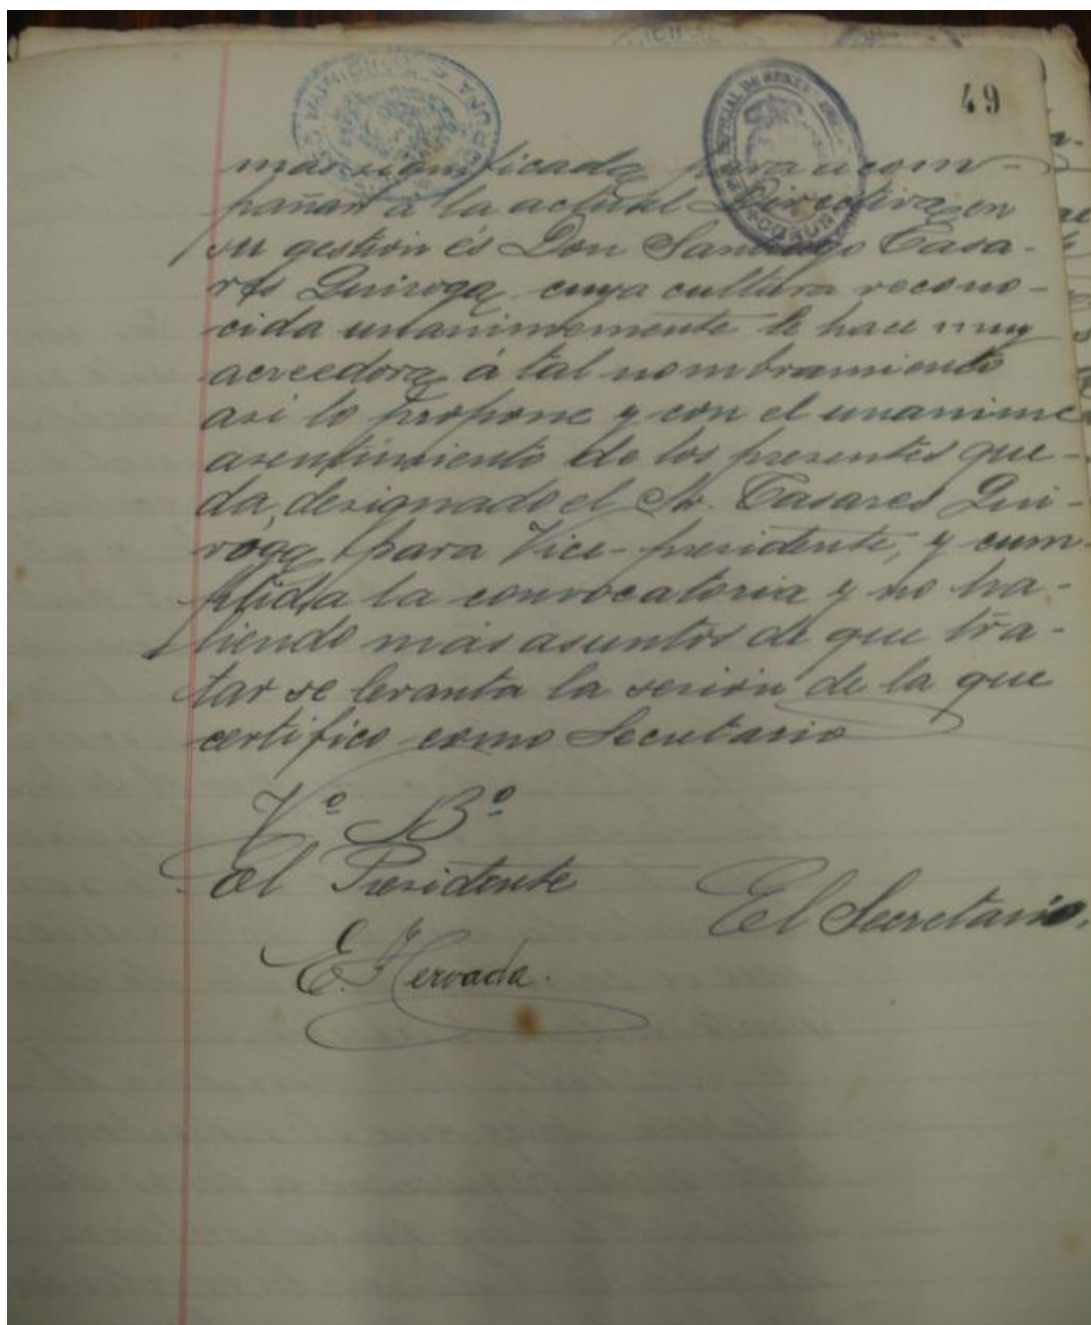 49
más significada, para acom-
pañar a la actual Directiva en
su gestión és Don Santiago Casa-
res Quiroga, cuya cultura recono-
cida unanimemente le hace muy
acreedora, á tal nombramiento
asi lo propone y con el unanime
asentimiento de los presentes que-
da, designado el Sr. Casares Qui-
roga, para Vice-presidente, y cum-
plida la convocatoria y no ha-
biendo más asuntos de que tra-
tar se levanta la sesión de la que
certifico como Secretario
Vº Bº
El Presidente
El Secretario,
E. Hervada.